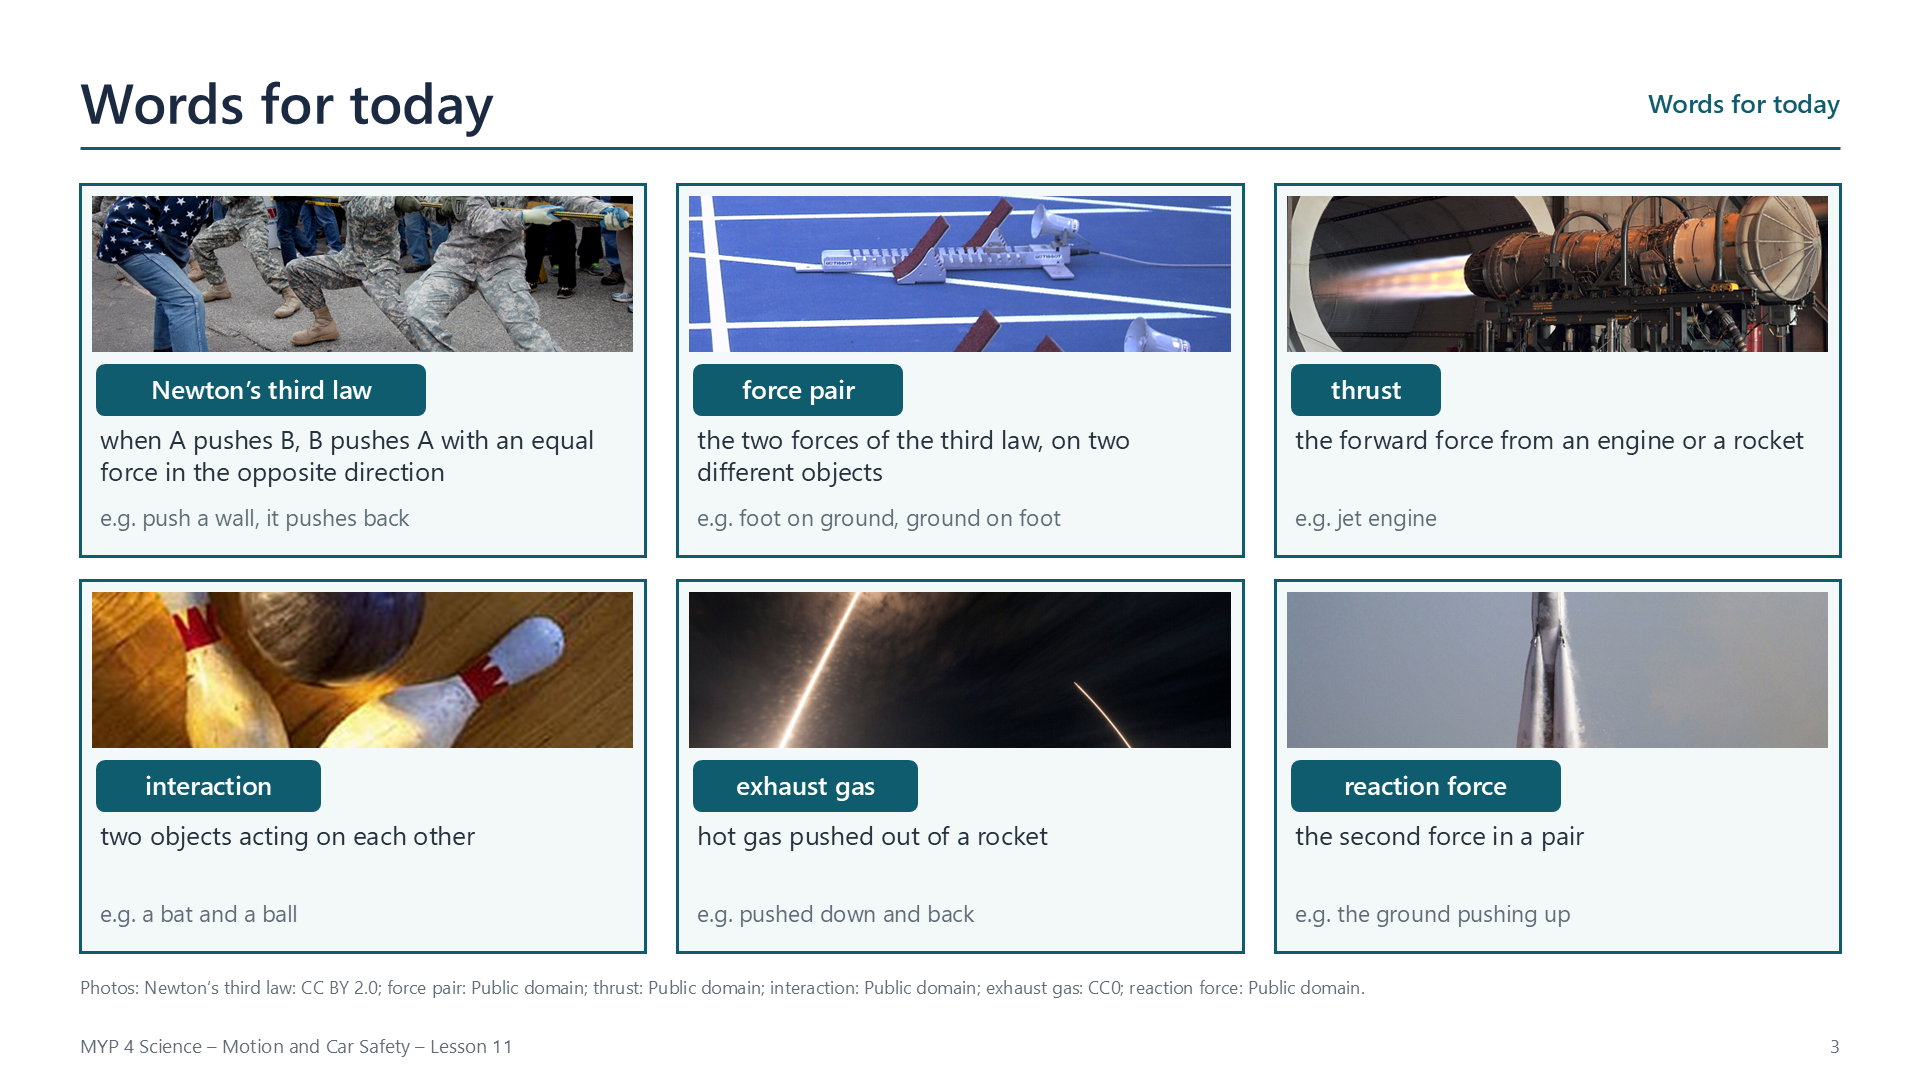 Words for today
Words for today
Newton's third law
when A pushes B, B pushes A with an equal
force in the opposite direction
e.g. push a wall, it pushes back
force pair
the two forces of the third law, on two
different objects
e.g. foot on ground, ground on foot
thrust
the forward force from an engine or a rocket
e.g. jet engine
interaction
two objects acting on each other
e.g. a bat and a ball
exhaust gas
hot gas pushed out of a rocket
e.g. pushed down and back
reaction force
the second force in a pair
e.g. the ground pushing up
Photos: Newton's third law: CC BY 2.0; force pair: Public domain; thrust: Public domain; interaction: Public domain; exhaust gas: CC0; reaction force: Public domain.
MYP 4 Science – Motion and Car Safety – Lesson 11
3